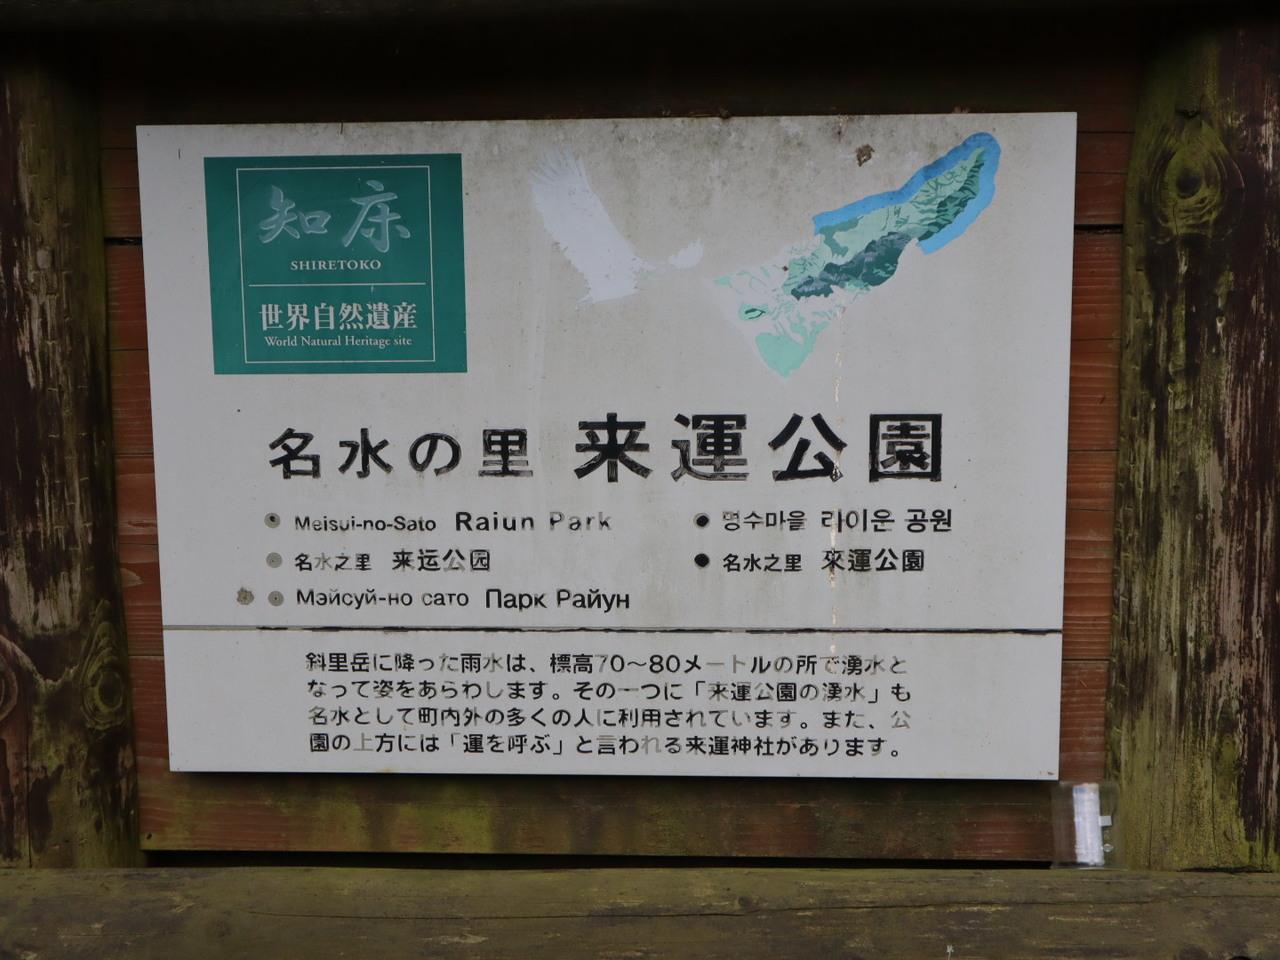 知床
SHIRETOKO
世界自然遺産
World Natural Heritage site
名水の里 来運公園
Meisui-no-Sato Raiun Park
명수마을 라이운 공원
名水之里 来运公园
名水之里 來運公園
Мэйсуй-но сато Парк Райун
斜里岳に降った雨水は、標高70～80メートルの所で湧水と
なって姿をあらわします。その一つに「来運公園の湧水」も
名水として町内外の多くの人に利用されています。また、公
園の上方には「運を呼ぶ」と言われる来運神社があります。